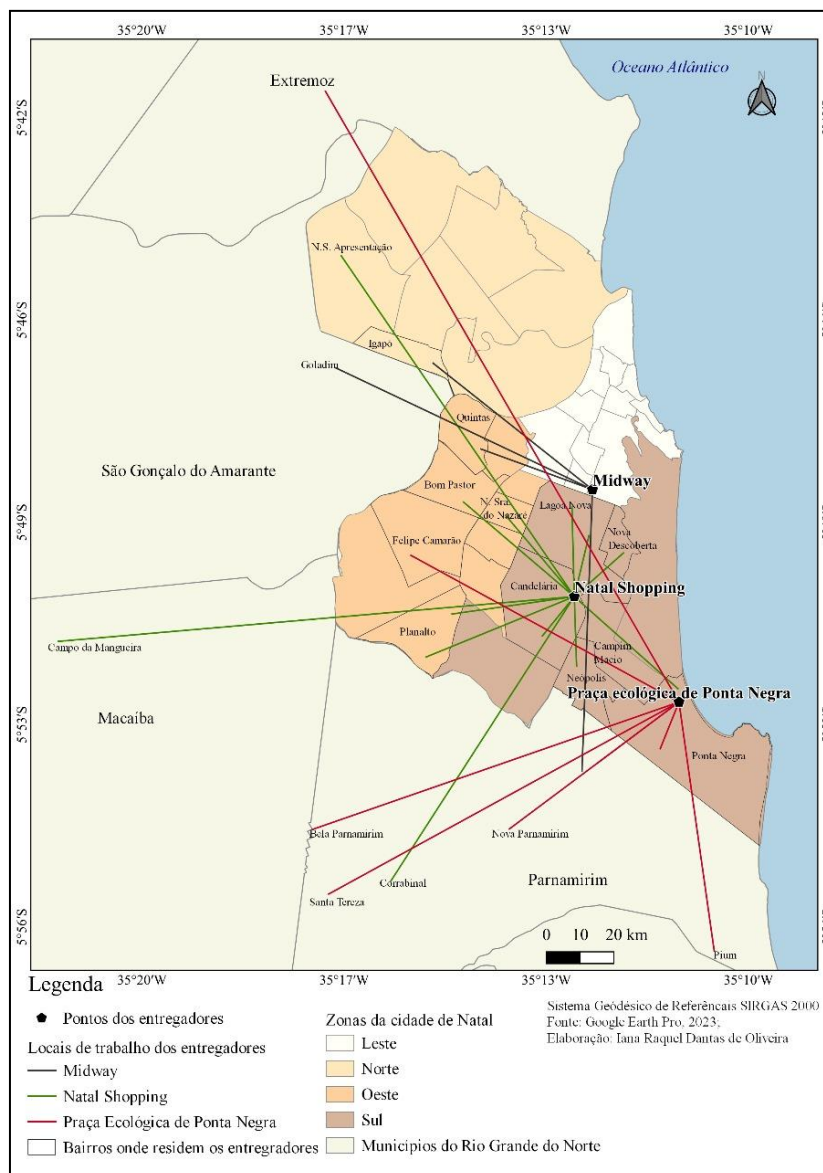 35°20'W 35°17'W 35°13'W 35°10'W
Oceano Atlântico
N
Extremoz
5°42'S
N.S. Apresentação
5°46'S
Igapó
Goladim
Quintas
São Gonçalo do Amarante
Midway
Bom Pastor
N. Sra.
do Nazaré
Lagoa Nova
5°49'S
Nova
Descoberta
Felipe Camarão
Candelária
Natal Shopping
Planalto
Campo da Mangueira
Campim
Macio
Neópolis
Praça ecológica de Ponta Negra
Macaíba
5°53'S
Ponta Negra
Bela Parnamirim
Nova Parnamirim
Corrabinal
Parnamirim
Santa Tereza
5°56'S
0 10 20 km
Pium
35°20'W 35°17'W 35°13'W 35°10'W
Legenda
Pontos dos entregadores
Locais de trabalho dos entregadores
Midway
Natal Shopping
Praça Ecológica de Ponta Negra
Bairros onde residem os entregradores
Zonas da cidade de Natal
Leste
Norte
Oeste
Sul
Municípios do Rio Grande do Norte
Sistema Geodésico de Referêncais SIRGAS 2000
Fonte: Google Earth Pro, 2023;
Elaboração: Iana Raquel Dantas de Oliveira